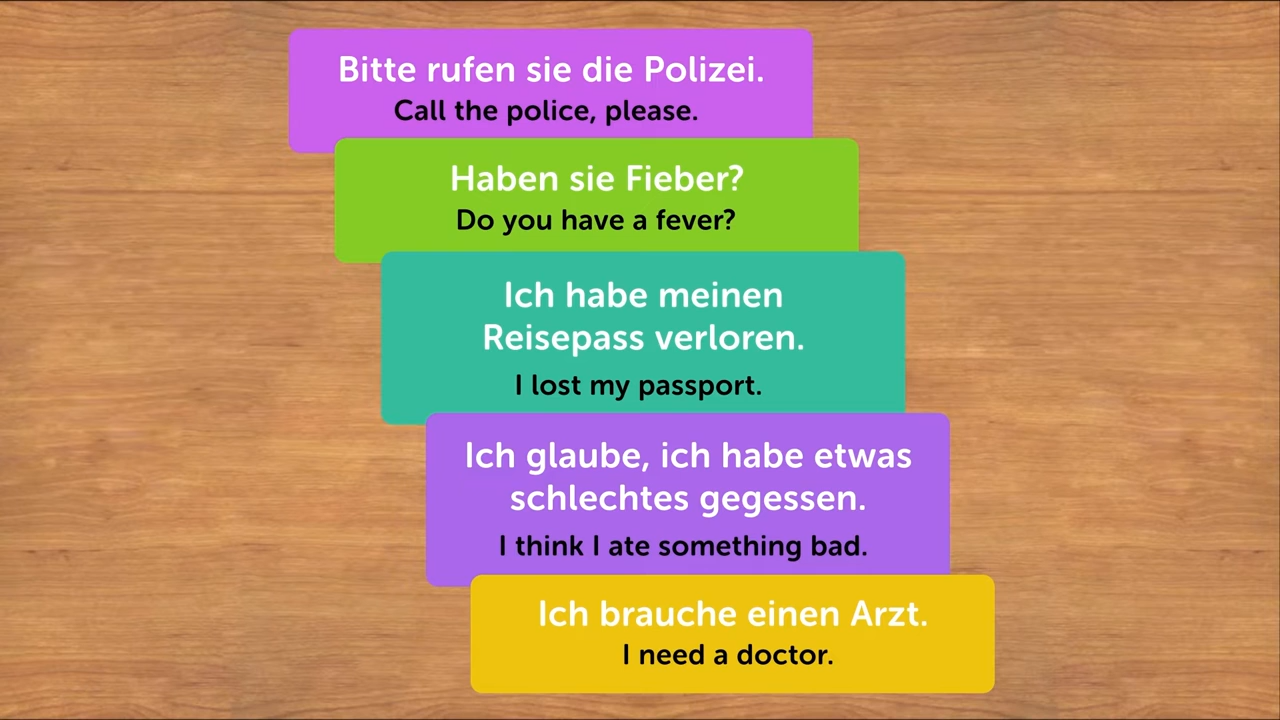 Bitte rufen sie die Polizei.
Call the police, please.
Haben sie Fieber?
Do you have a fever?
Ich habe meinen
Reisepass verloren.
I lost my passport.
Ich glaube, ich habe etwas
schlechtes gegessen.
I think I ate something bad.
Ich brauche einen Arzt.
I need a doctor.